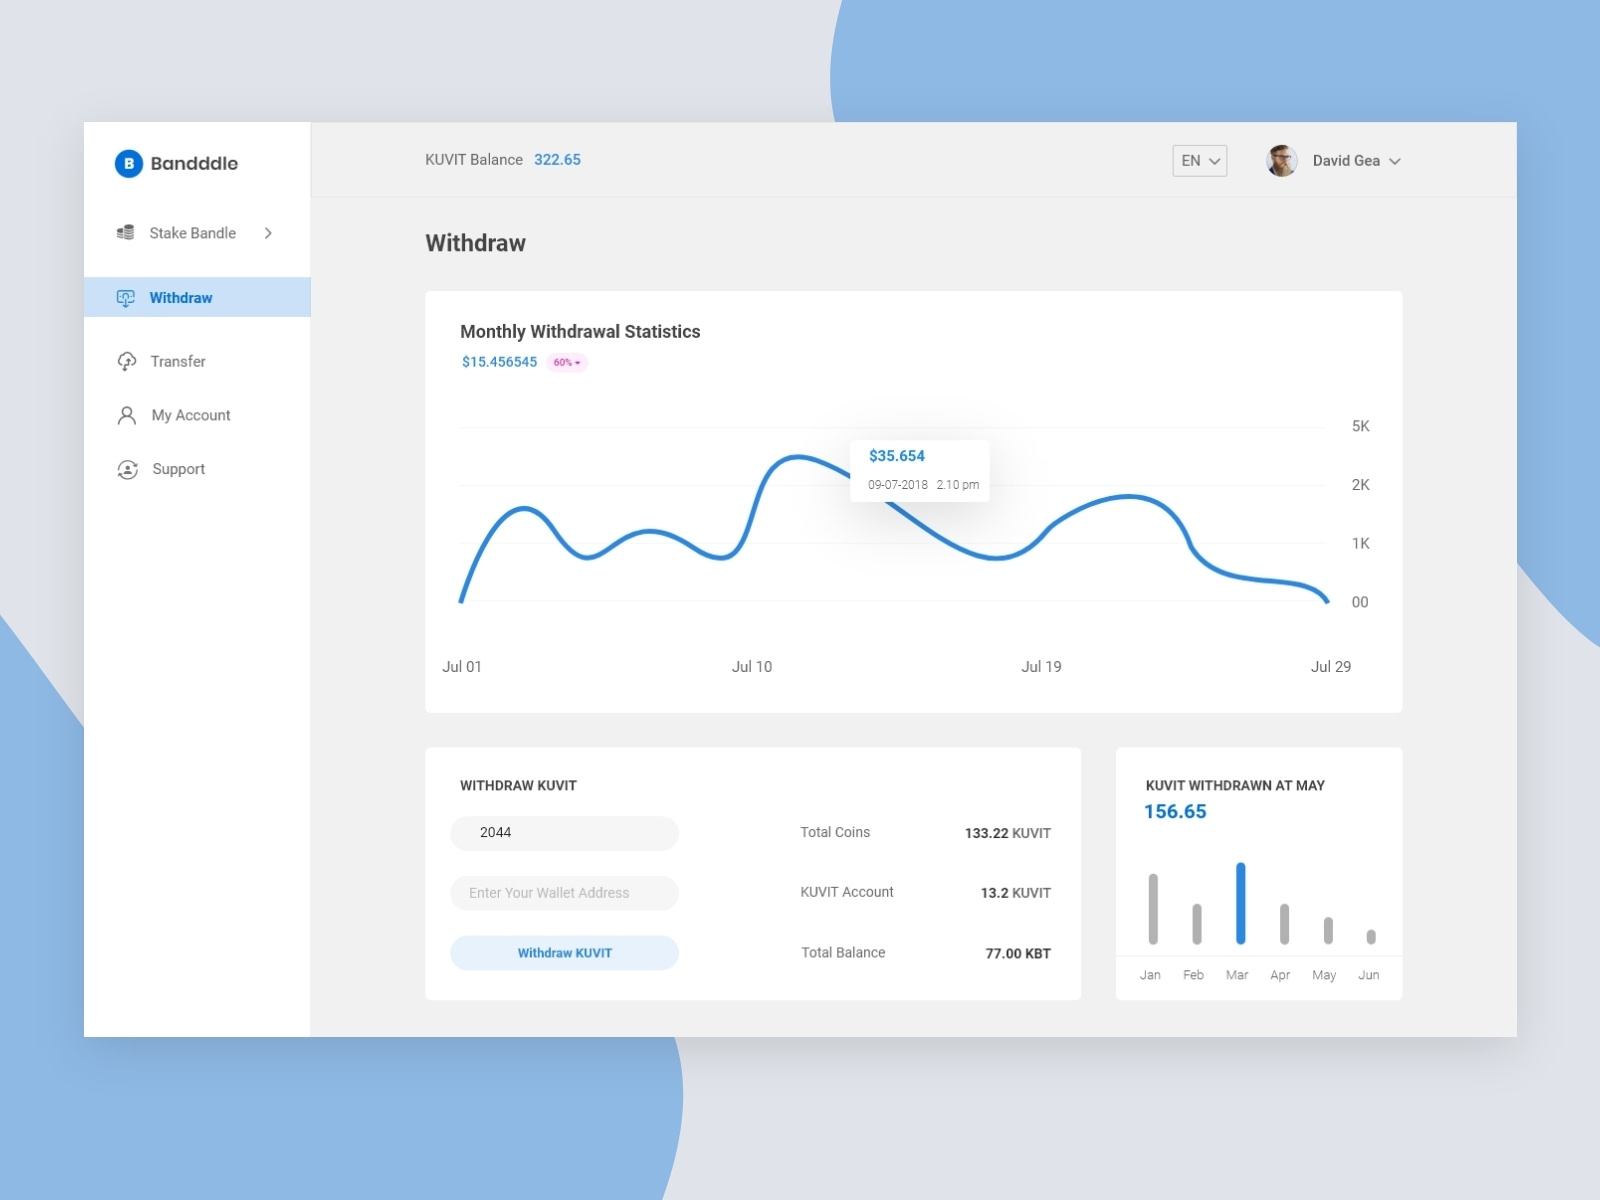 B Bandddle
KUVIT Balance 322.65
EN
David Gea
Stake Bandle
Withdraw
Transfer
My Account
Support
Withdraw
Monthly Withdrawal Statistics
$15.456545 60%
5K
2K
1K
00
$35.654
09-07-2018 2.10 pm
Jul 01 Jul 10 Jul 19 Jul 29
WITHDRAW KUVIT
2044
Total Coins 133.22 KUVIT
Enter Your Wallet Address
KUVIT Account 13.2 KUVIT
Withdraw KUVIT
Total Balance 77.00 KBT
KUVIT WITHDRAWN AT MAY
156.65
Jan Feb Mar Apr May Jun